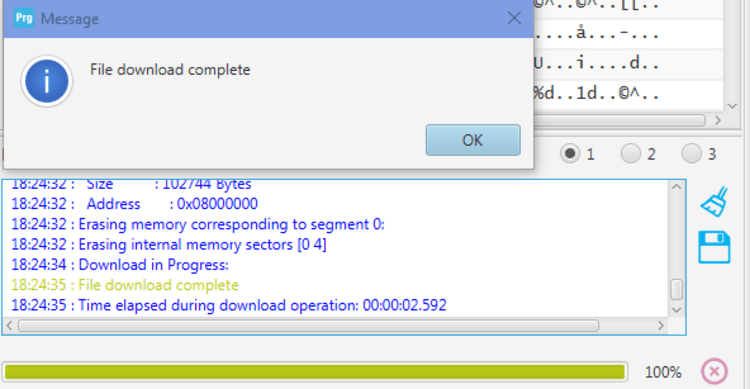 Prg Message
File download complete
OK
©^..©^..[[..
....å...-...
U...i....d..
%d..1d..©^..
1 2 3
18:24:32 : Size : 102744 Bytes
18:24:32 : Address : 0x08000000
18:24:32 : Erasing memory corresponding to segment 0:
18:24:32 : Erasing internal memory sectors [0 4]
18:24:34 : Download in Progress:
18:24:35 : File download complete
18:24:35 : Time elapsed during download operation: 00:00:02.592
100%